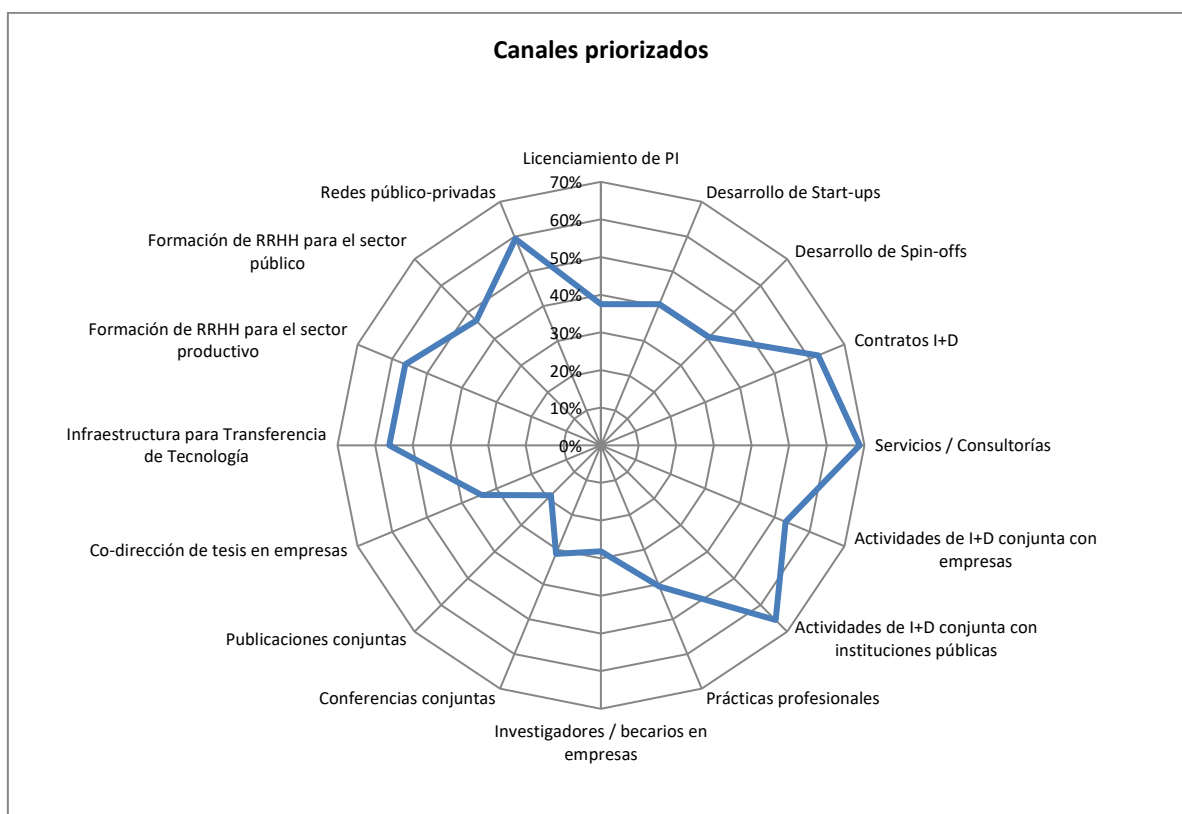 Canales priorizados
Licenciamiento de PI
Desarrollo de Start-ups
Desarrollo de Spin-offs
Contratos I+D
Servicios / Consultorías
Actividades de I+D conjunta con
empresas
Actividades de I+D conjunta con
instituciones públicas
Prácticas profesionales
Investigadores / becarios en
empresas
Conferencias conjuntas
Publicaciones conjuntas
Co-dirección de tesis en empresas
Infraestructura para Transferencia
de Tecnología
Formación de RRHH para el sector
productivo
Formación de RRHH para el sector
público
Redes público-privadas
70%
60%
50%
40%
30%
20%
10%
0%